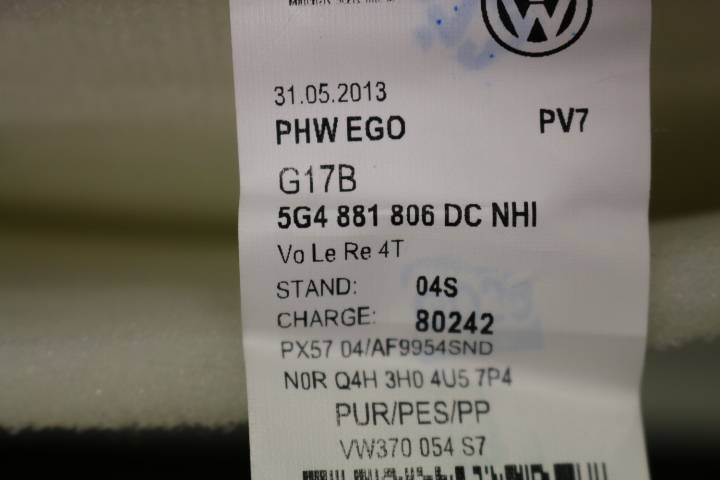 31.05.2013
PHW EGO PV7
G17B
5G4 881 806 DC NHI
Vo Le Re 4T
STAND: 04S
CHARGE: 80242
PX57 04/AF9954SND
N0R Q4H 3H0 4U5 7P4
PUR/PES/PP
VW370 054 S7